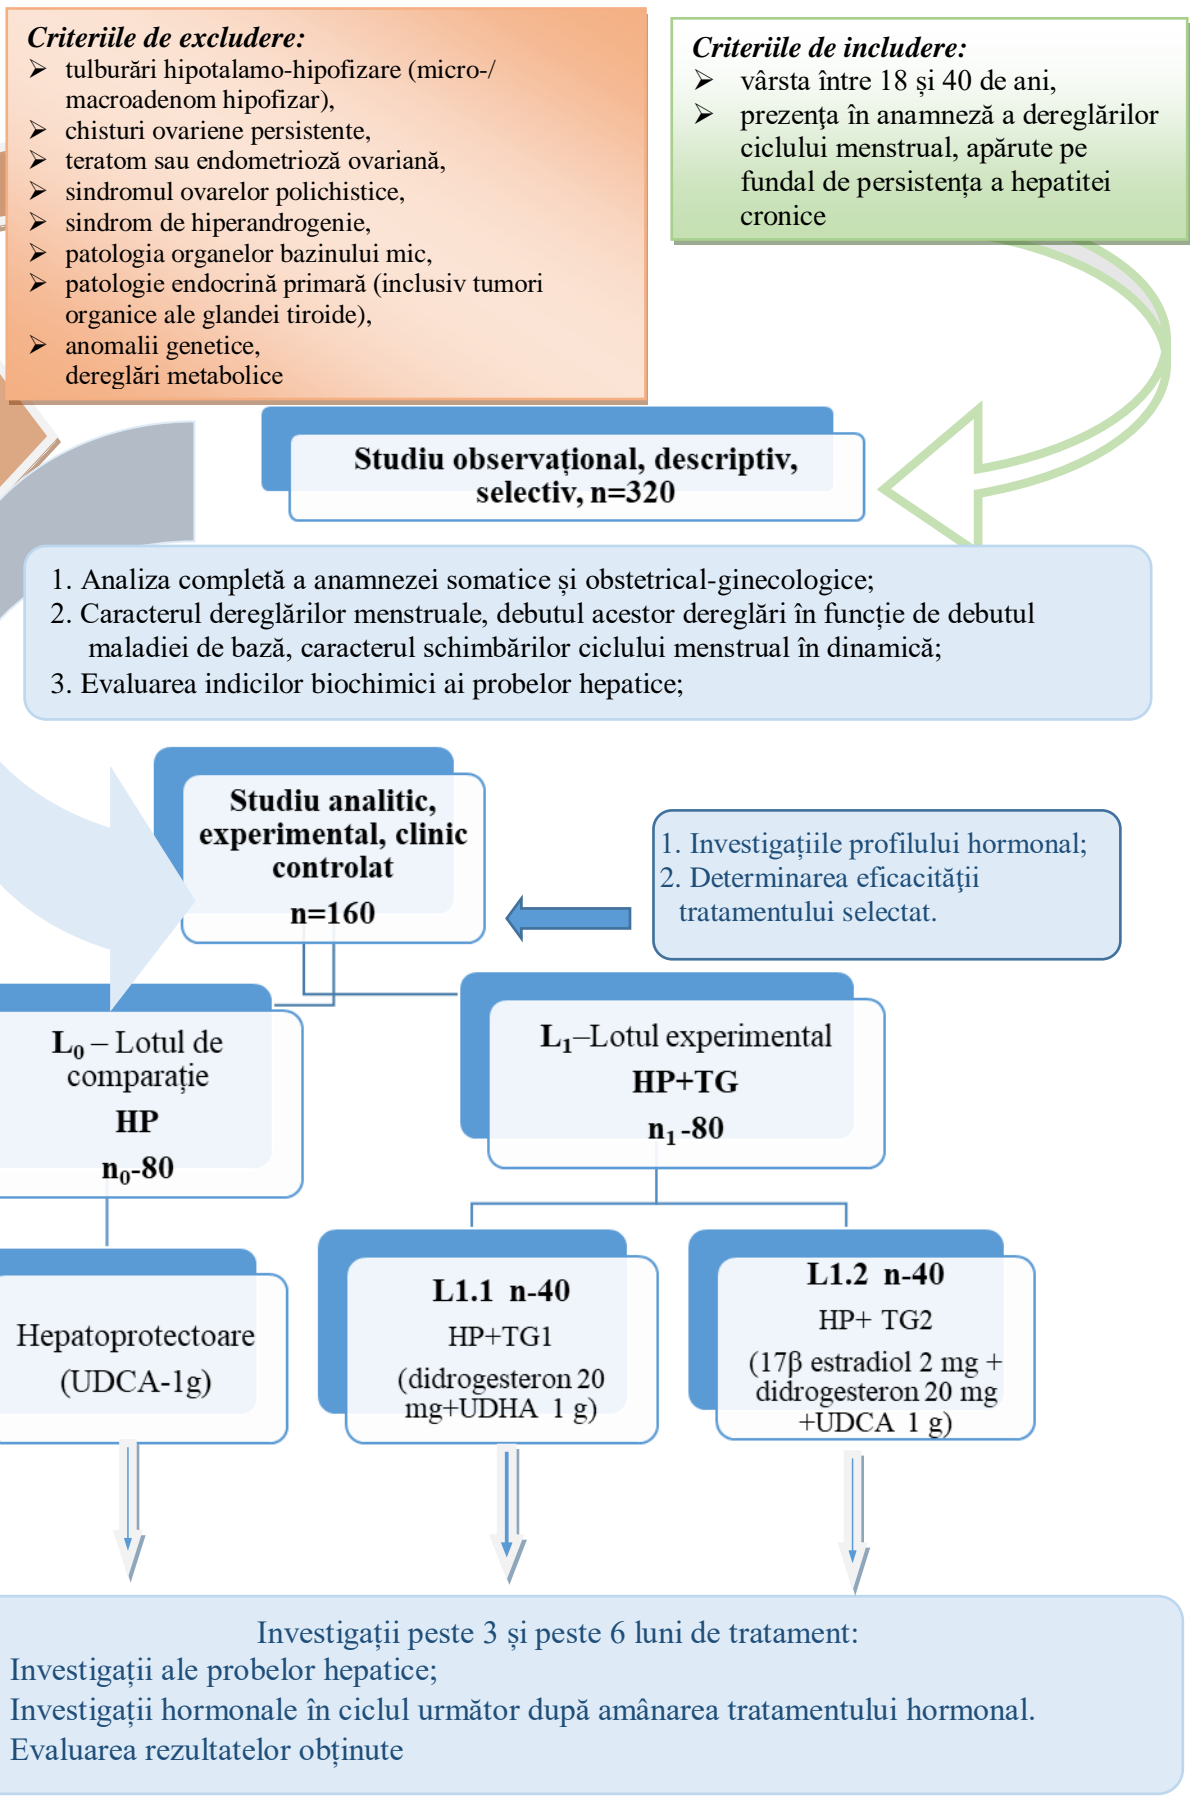 Criteriile de excludere:
➢ tulburări hipotalamo-hipofizare (micro-/
macroadenom hipofizar),
➢ chisturi ovariene persistente,
➢ teratom sau endometrioză ovariană,
➢ sindromul ovarelor polichistice,
➢ sindrom de hiperandrogenie,
➢ patologia organelor bazinului mic,
➢ patologie endocrină primară (inclusiv tumori
organice ale glandei tiroide),
➢ anomalii genetice,
dereglări metabolice
Criteriile de includere:
➢ vârsta între 18 și 40 de ani,
➢ prezenţa în anamneză a dereglărilor
ciclului menstrual, apărute pe
fundal de persistența a hepatitei
cronice
Studiu observațional, descriptiv,
selectiv, n=320
1. Analiza completă a anamnezei somatice și obstetrical-ginecologice;
2. Caracterul dereglărilor menstruale, debutul acestor dereglări în funcție de debutul
maladiei de bază, caracterul schimbărilor ciclului menstrual în dinamică;
3. Evaluarea indicilor biochimici ai probelor hepatice;
Studiu analitic,
experimental, clinic
controlat
n=160
1. Investigațiile profilului hormonal;
2. Determinarea eficacităţii
tratamentului selectat.
L₀ – Lotul de
comparație
HP
n₀-80
L₁–Lotul experimental
HP+TG
n₁ -80
Hepatoprotectoare
(UDCA-1g)
L1.1 n-40
HP+TG1
(didrogesteron 20
mg+UDHA 1 g)
L1.2 n-40
HP+ TG2
(17β estradiol 2 mg +
didrogesteron 20 mg
+UDCA 1 g)
Investigații peste 3 și peste 6 luni de tratament:
Investigații ale probelor hepatice;
Investigații hormonale în ciclul următor după amânarea tratamentului hormonal.
Evaluarea rezultatelor obținute